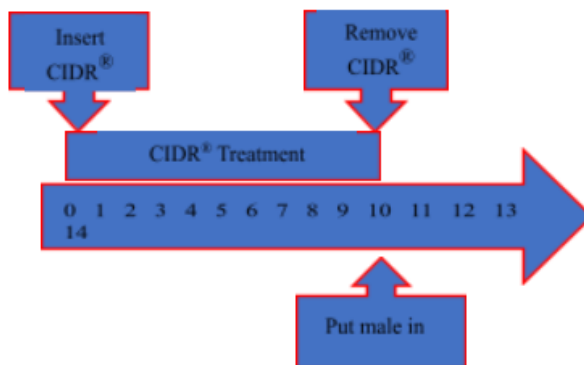 Insert
CIDR®
Remove
CIDR®
CIDR® Treatment
0 1 2 3 4 5 6 7 8 9 10 11 12 13
14
Put male in